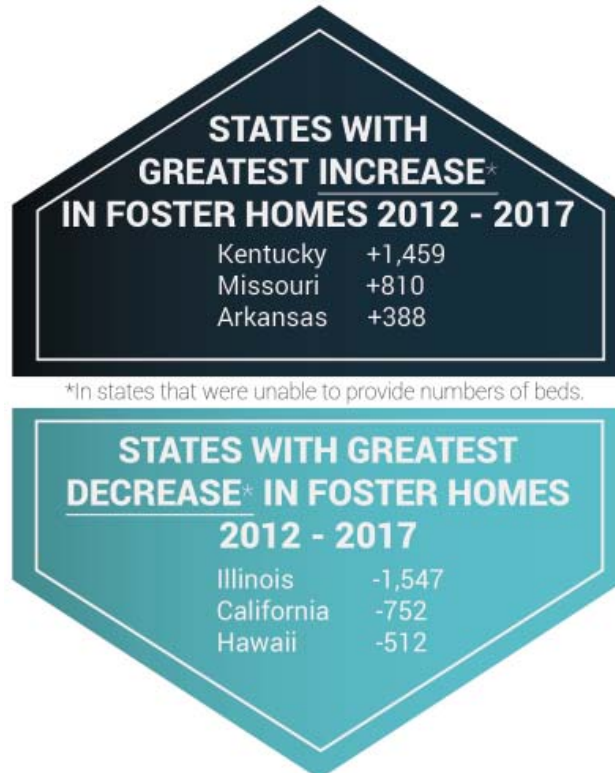 STATES WITH
GREATEST INCREASE*
IN FOSTER HOMES 2012 - 2017
Kentucky +1,459
Missouri +810
Arkansas +388
*In states that were unable to provide numbers of beds.
STATES WITH GREATEST
DECREASE* IN FOSTER HOMES
2012 - 2017
Illinois -1,547
California -752
Hawaii -512